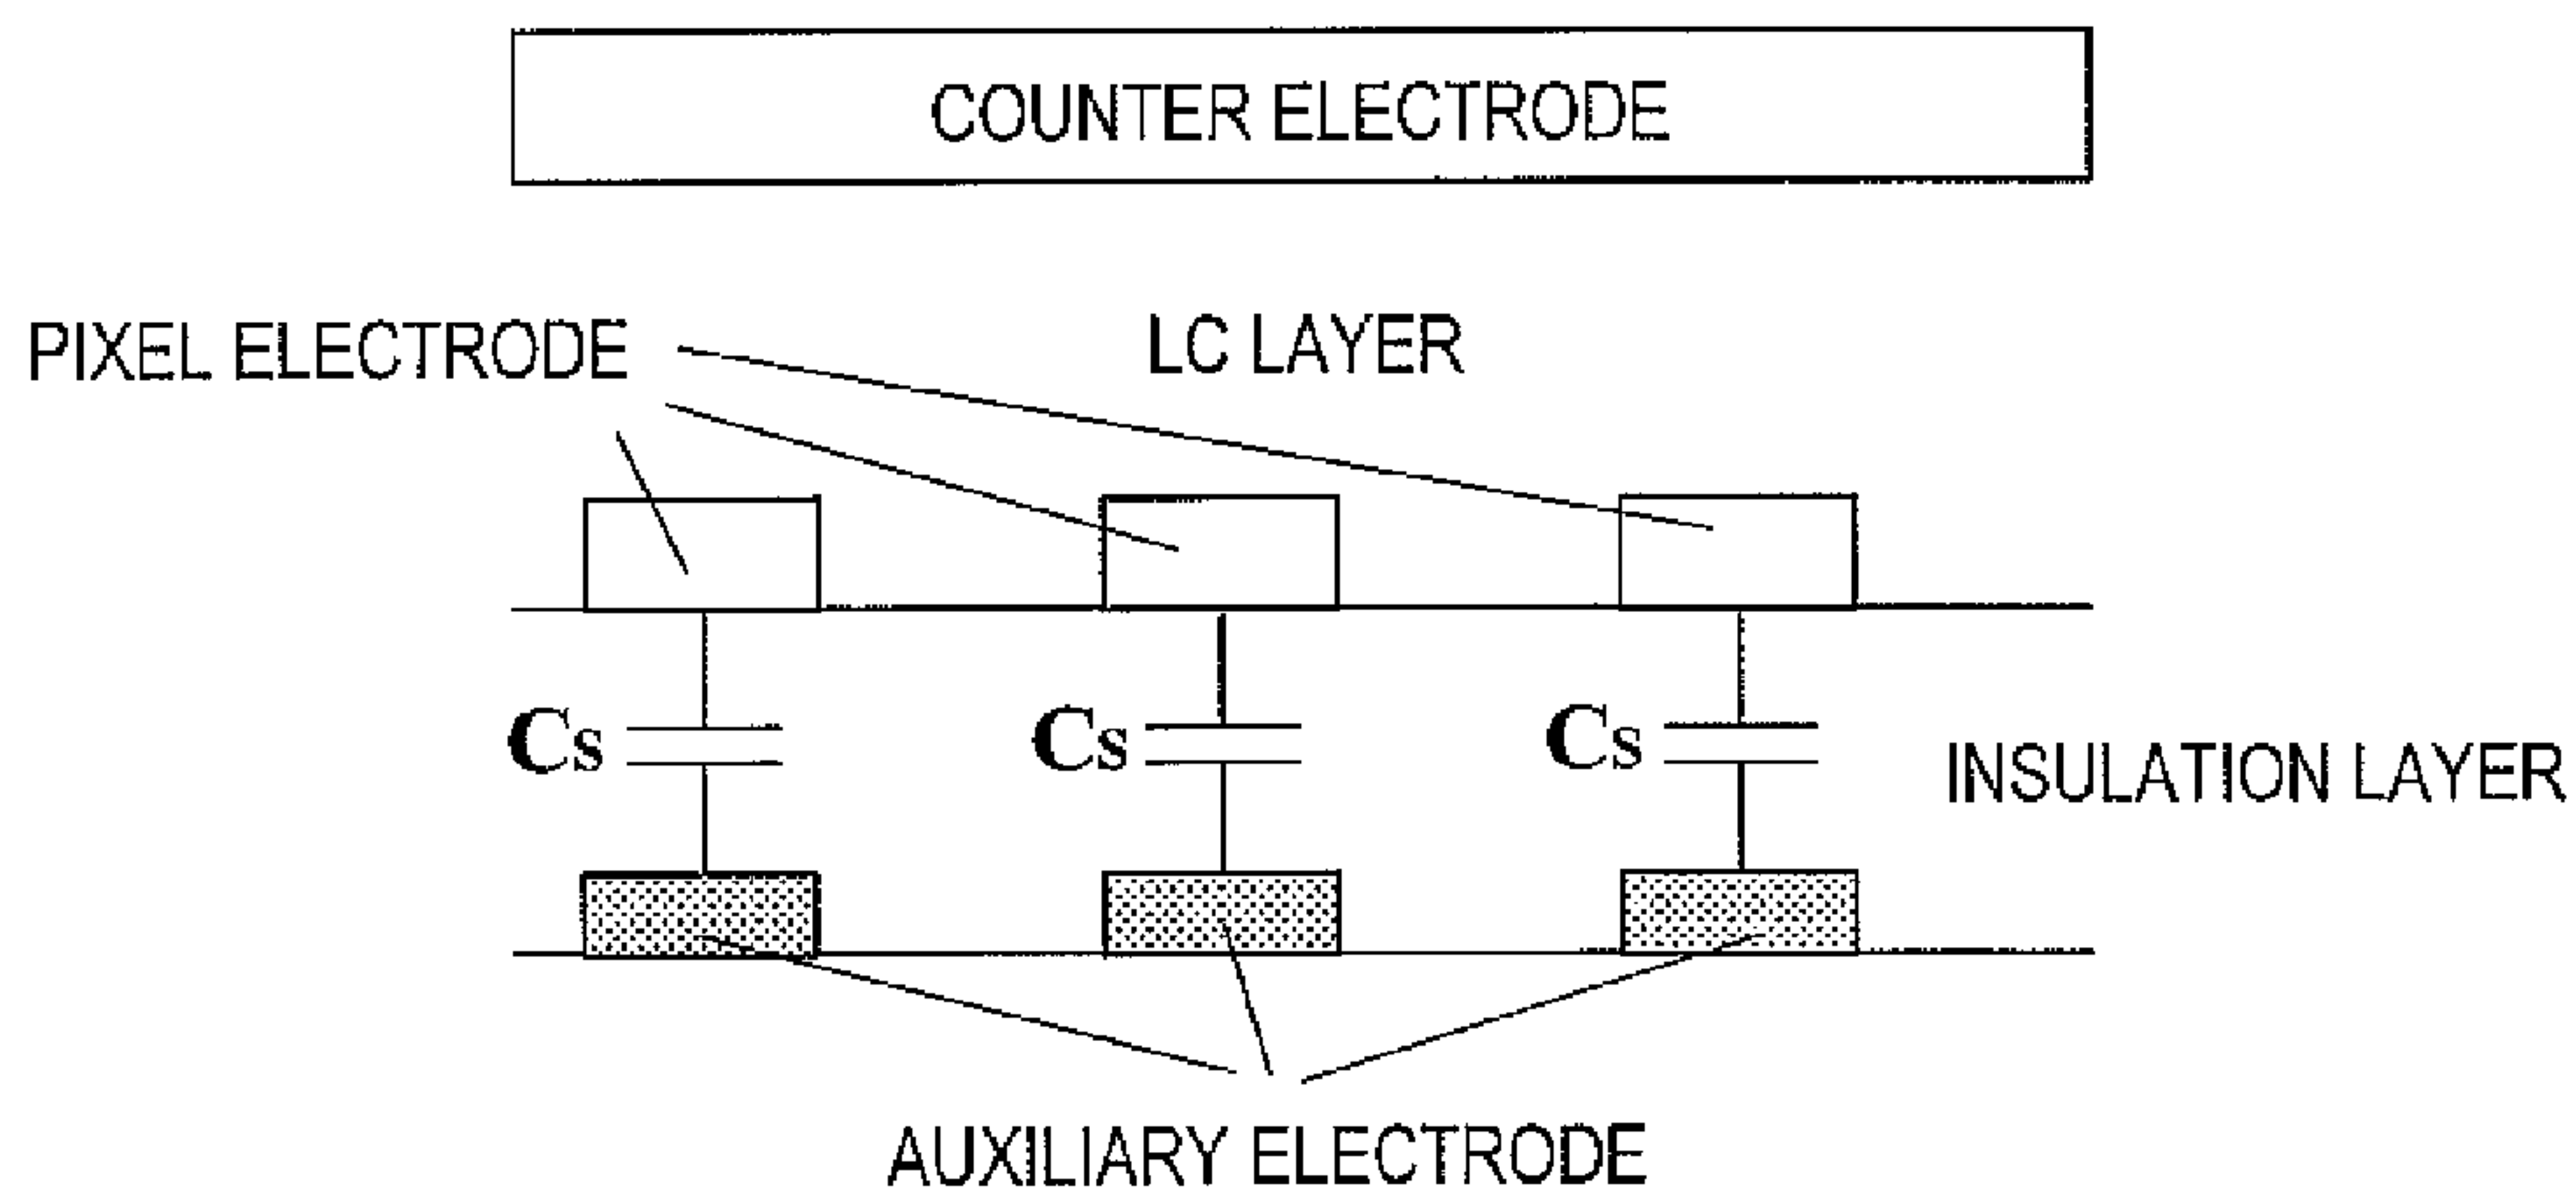 COUNTER ELECTRODE
PIXEL ELECTRODE
LC LAYER
Cs
Cs
Cs
INSULATION LAYER
AUXILIARY ELECTRODE